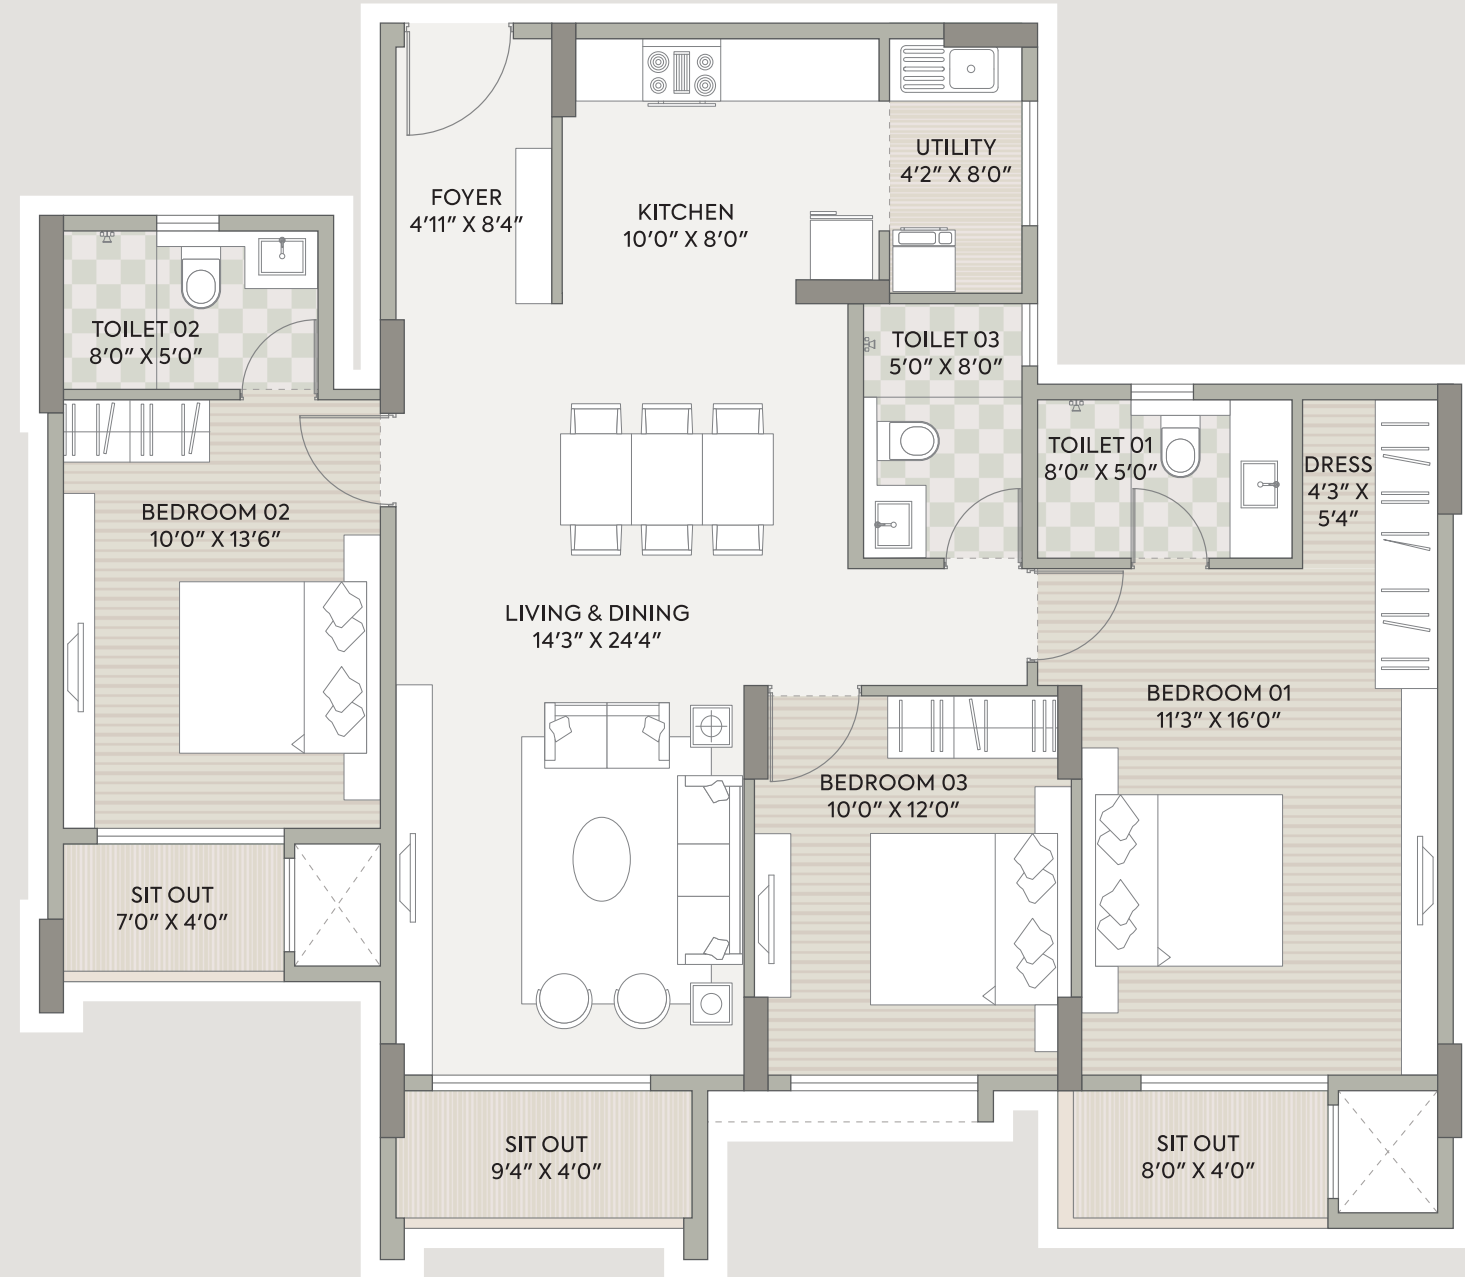 UTILITY
4'2" X 8'0"
FOYER
4'11" X 8'4"
KITCHEN
10'0" X 8'0"
TOILET 02
8'0" X 5'0"
TOILET 03
5'0" X 8'0"
TOILET 01
8'0" X 5'0"
DRESS
4'3" X
5'4"
BEDROOM 02
10'0" X 13'6"
LIVING & DINING
14'3" X 24'4"
BEDROOM 01
11'3" X 16'0"
BEDROOM 03
10'0" X 12'0"
SIT OUT
7'0" X 4'0"
SIT OUT
9'4" X 4'0"
SIT OUT
8'0" X 4'0"